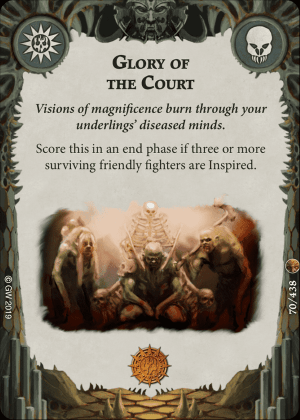 GLORY OF
THE COURT
Visions of magnificence burn through your
underlings' diseased minds.
Score this in an end phase if three or more
surviving friendly fighters are Inspired.
© GW 2019
70/438